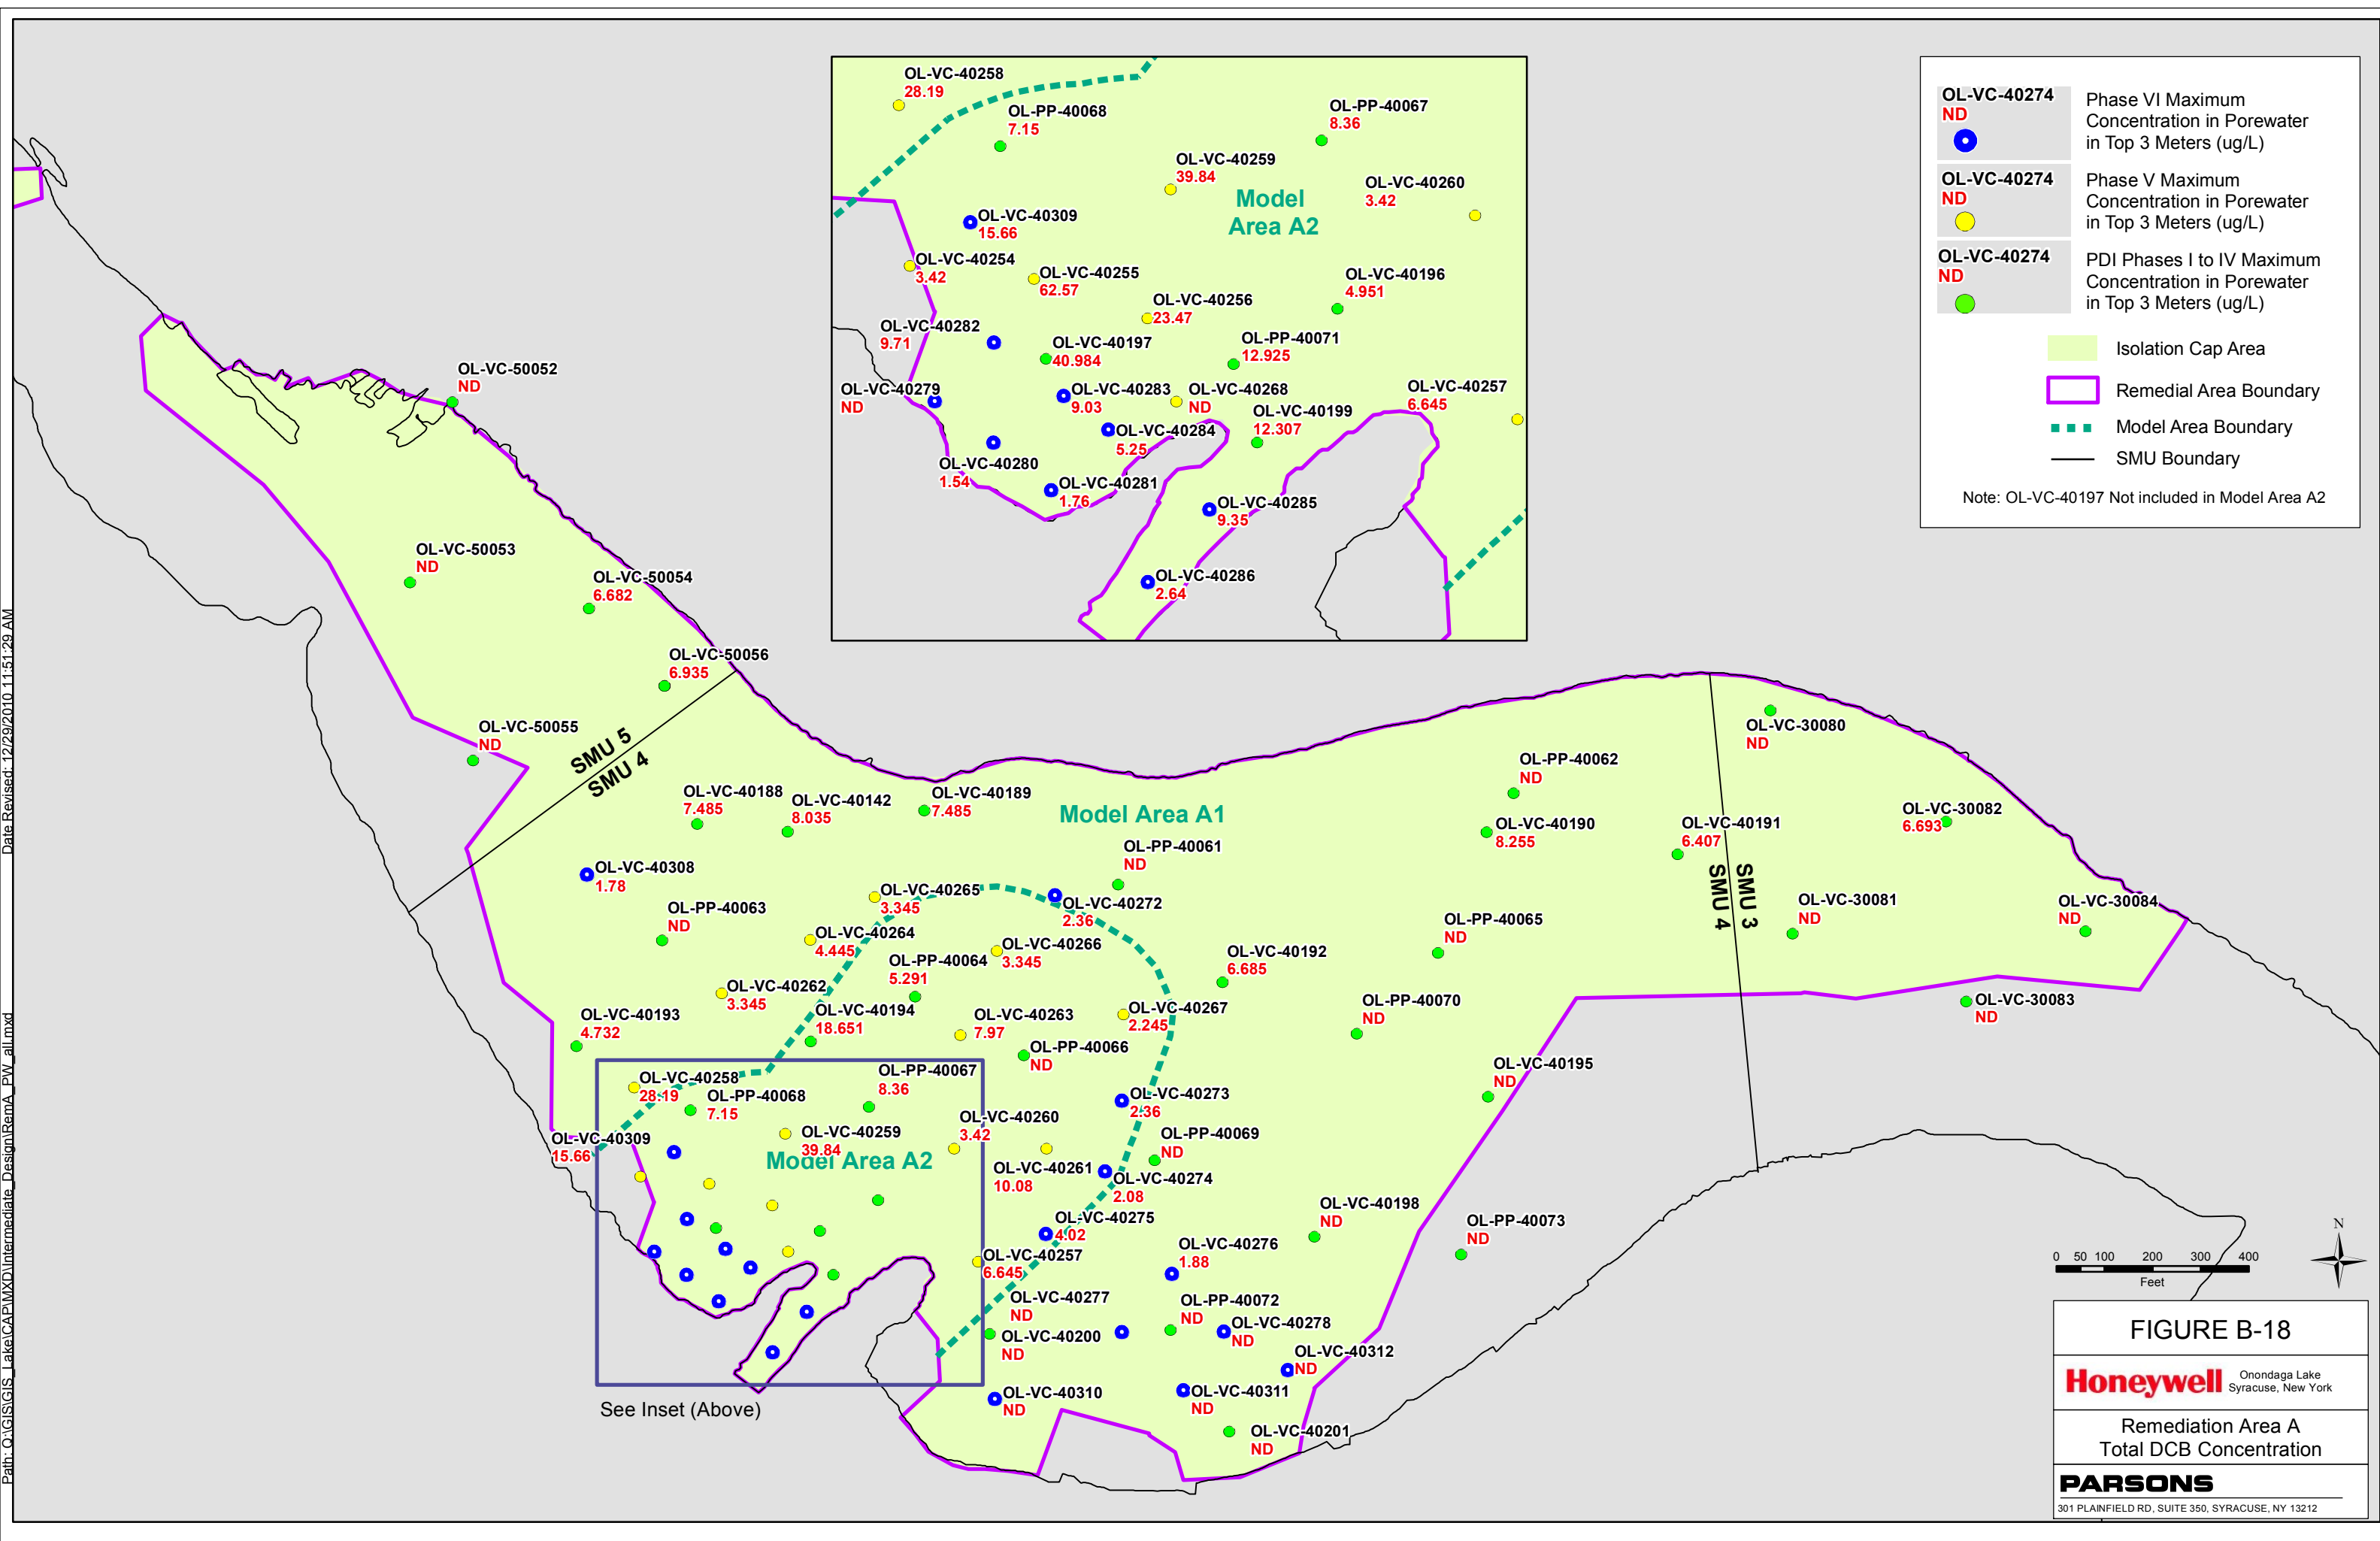 OL-VC-40258
28.19
OL-PP-40068
7.15
OL-PP-40067
8.36
OL-VC-40259
39.84
OL-VC-40260
3.42
Model
Area A2
OL-VC-40309
15.66
OL-VC-40254
3.42
OL-VC-40255
62.57
OL-VC-40196
4.951
OL-VC-40256
23.47
OL-VC-40282
9.71
OL-VC-40197
40.984
OL-PP-40071
12.925
OL-VC-40279
ND
OL-VC-40283
9.03
OL-VC-40268
ND
OL-VC-40257
6.645
OL-VC-40199
12.307
OL-VC-40284
5.25
OL-VC-40280
1.54
OL-VC-40281
1.76
OL-VC-40285
9.35
OL-VC-40286
2.64
OL-VC-40274
ND
Phase VI Maximum
Concentration in Porewater
in Top 3 Meters (ug/L)
OL-VC-40274
ND
Phase V Maximum
Concentration in Porewater
in Top 3 Meters (ug/L)
OL-VC-40274
ND
PDI Phases I to IV Maximum
Concentration in Porewater
in Top 3 Meters (ug/L)
Isolation Cap Area
Remedial Area Boundary
Model Area Boundary
SMU Boundary
Note: OL-VC-40197 Not included in Model Area A2
OL-VC-50052
ND
OL-VC-50053
ND
OL-VC-50054
6.682
OL-VC-50056
6.935
OL-VC-50055
ND
SMU 5
SMU 4
OL-VC-40188
7.485
OL-VC-40142
8.035
OL-VC-40189
7.485
Model Area A1
OL-PP-40062
ND
OL-VC-30080
ND
OL-VC-40190
8.255
OL-VC-40191
6.407
OL-VC-30082
6.693
OL-PP-40061
ND
OL-VC-40308
1.78
OL-VC-40265
3.345
OL-VC-40272
2.36
SMU 4
SMU 3
OL-VC-30081
ND
OL-VC-30084
ND
OL-PP-40063
ND
OL-PP-40065
ND
OL-VC-40264
4.445
OL-VC-40266
3.345
OL-VC-40192
6.685
OL-PP-40064
5.291
OL-VC-40262
3.345
OL-VC-40194
18.651
OL-VC-40193
4.732
OL-VC-40263
7.97
OL-VC-40267
2.245
OL-PP-40070
ND
OL-VC-30083
ND
OL-PP-40066
ND
OL-VC-40195
ND
OL-VC-40258
28.19
OL-PP-40068
7.15
OL-PP-40067
8.36
OL-VC-40273
2.36
OL-VC-40260
3.42
OL-VC-40309
15.66
OL-VC-40259
39.84
Model Area A2
OL-PP-40069
ND
OL-VC-40261
10.08
OL-VC-40274
2.08
OL-VC-40198
ND
OL-PP-40073
ND
OL-VC-40275
4.02
OL-VC-40276
1.88
OL-VC-40257
6.645
OL-VC-40277
ND
OL-PP-40072
ND
OL-VC-40200
ND
OL-VC-40278
ND
OL-VC-40312
ND
OL-VC-40310
ND
OL-VC-40311
ND
OL-VC-40201
ND
See Inset (Above)
N
0 50 100 200 300 400
Feet
FIGURE B-18
Honeywell
Onondaga Lake
Syracuse, New York
Remediation Area A
Total DCB Concentration
PARSONS
301 PLAINFIELD RD, SUITE 350, SYRACUSE, NY 13212
Date Revised: 12/29/2010 11:51:29 AM
Path: Q:\GIS\GIS_Lake\CAP\MXD\Intermediate_Design\RemA_PW_all.mxd